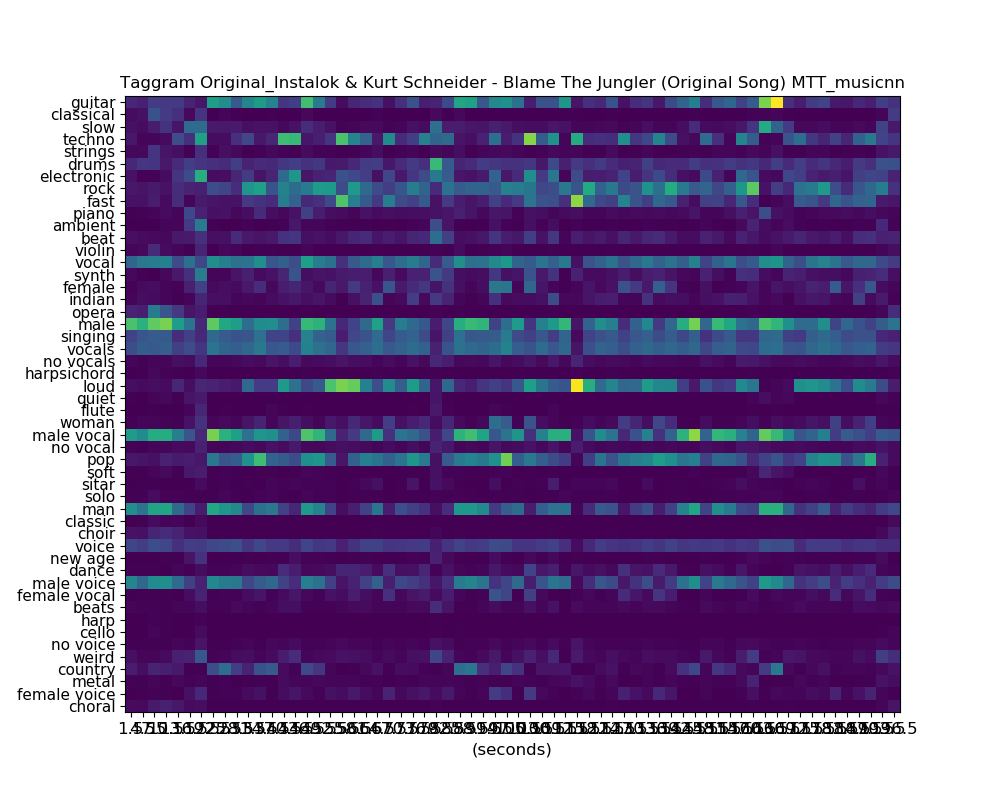 Taggram Original_Instalok & Kurt Schneider - Blame The Jungler (Original Song) MTT_musicnn
guitar
classical
slow
techno
strings
drums
electronic
rock
fast
piano
ambient
beat
violin
vocal
synth
female
indian
opera
male
singing
vocals
no vocals
harpsichord
loud
quiet
flute
woman
male vocal
no vocal
pop
soft
sitar
solo
man
classic
choir
voice
new age
dance
male voice
female vocal
beats
harp
cello
no voice
weird
country
metal
female voice
choral
(seconds)